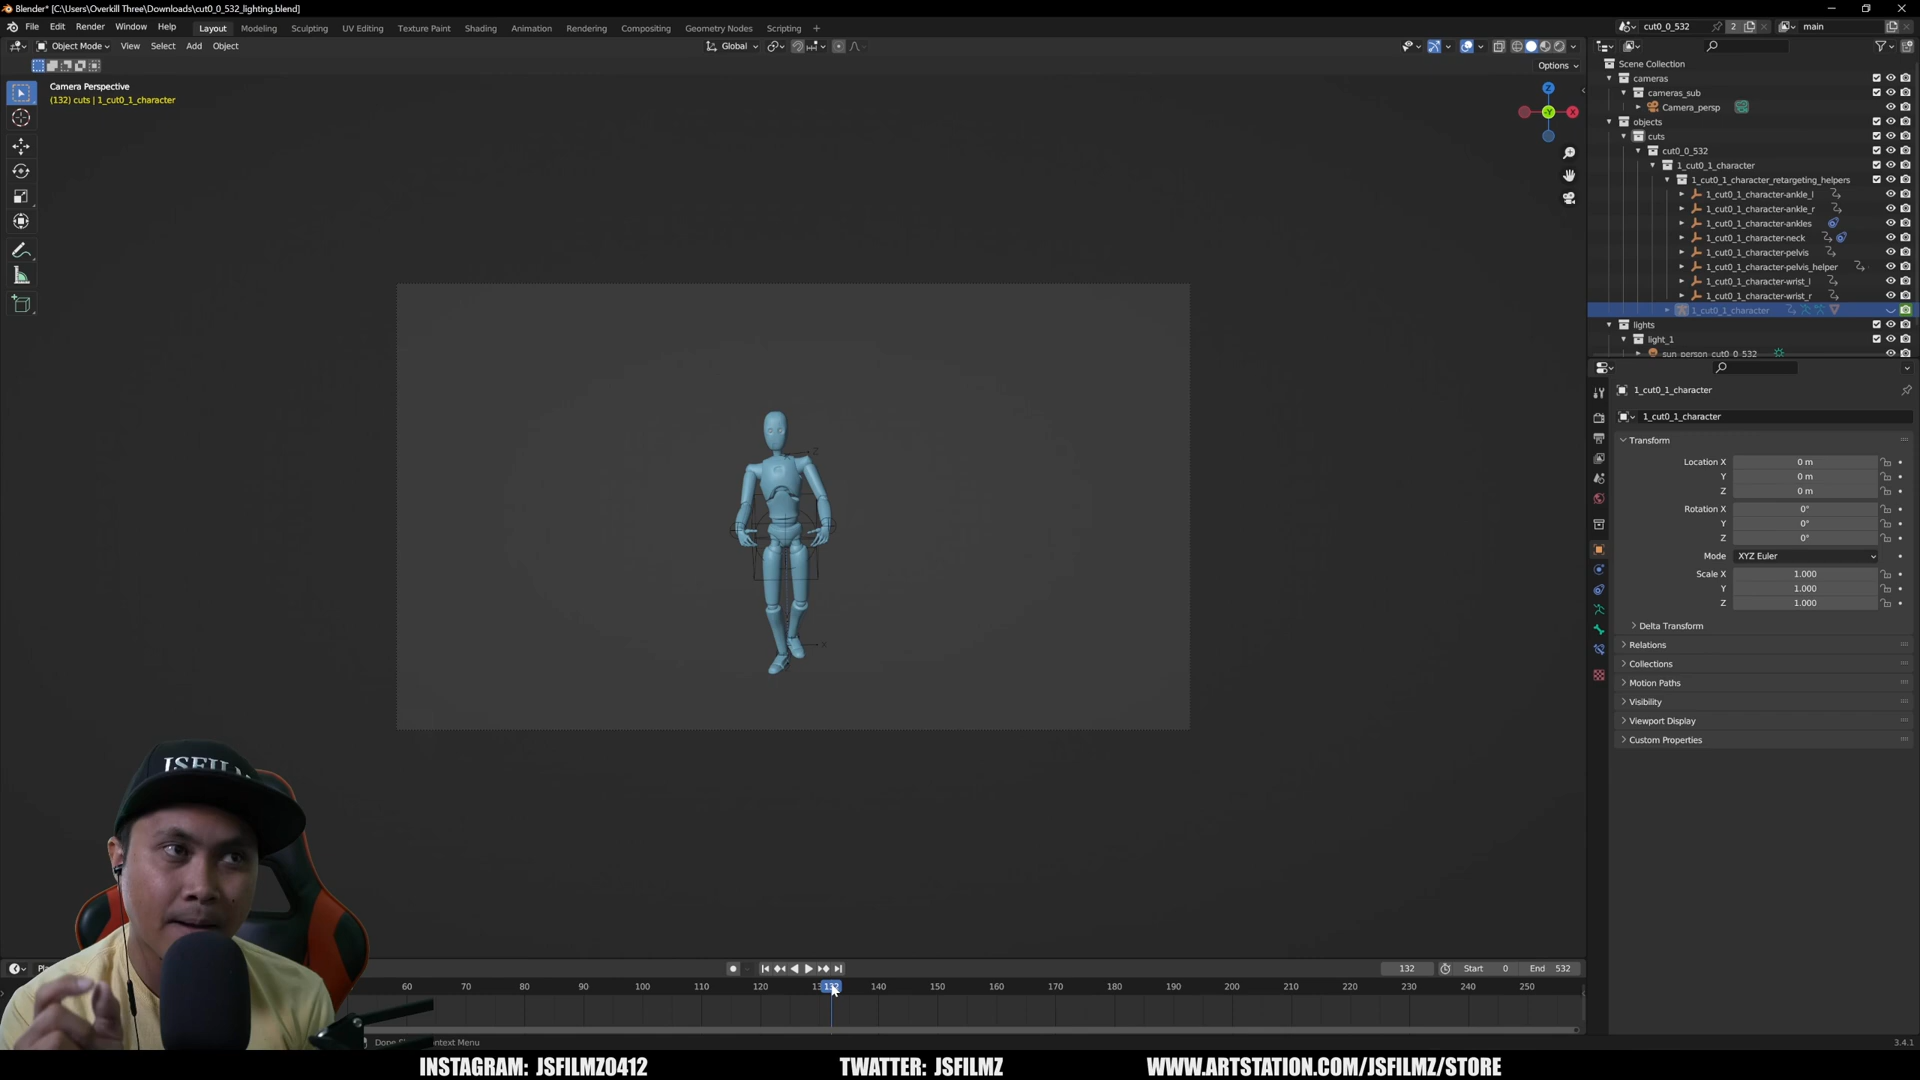 Blender* [C:\Users\Overkill Three\Downloads\cut0_0_532_lighting.blend]
File Edit Render Window Help Layout Modeling Sculpting UV Editing Texture Paint Shading Animation Rendering Compositing Geometry Nodes Scripting + cut0_0_532 2 main
Object Mode View Select Add Object Global
Options
Camera Perspective
(132) cuts | 1_cut0_1_character
Z
X
-Y
Scene Collection
cameras
cameras_sub
Camera_persp
objects
cuts
cut0_0_532
1_cut0_1_character
1_cut0_1_character_retargeting_helpers
1_cut0_1_character-ankle_l
1_cut0_1_character-ankle_r
1_cut0_1_character-ankles
1_cut0_1_character-neck
1_cut0_1_character-pelvis
1_cut0_1_character-pelvis_helper
1_cut0_1_character-wrist_l
1_cut0_1_character-wrist_r
1_cut0_1_character
lights
light_1
sun_person_cut0_0_532
1_cut0_1_character
1_cut0_1_character
Transform
Location X 0 m
Y 0 m
Z 0 m
Rotation X 0°
Y 0°
Z 0°
Mode XYZ Euler
Scale X 1.000
Y 1.000
Z 1.000
Delta Transform
Relations
Collections
Motion Paths
Visibility
Viewport Display
Custom Properties
JSFILMZ
132 Start 0 End 532
60 70 80 90 100 110 120 132 140 150 160 170 180 190 200 210 220 230 240 250
Context Menu
3.4.1
INSTAGRAM: JSFILMZ0412 TWATTER: JSFILMZ WWW.ARTSTATION.COM/JSFILMZ/STORE